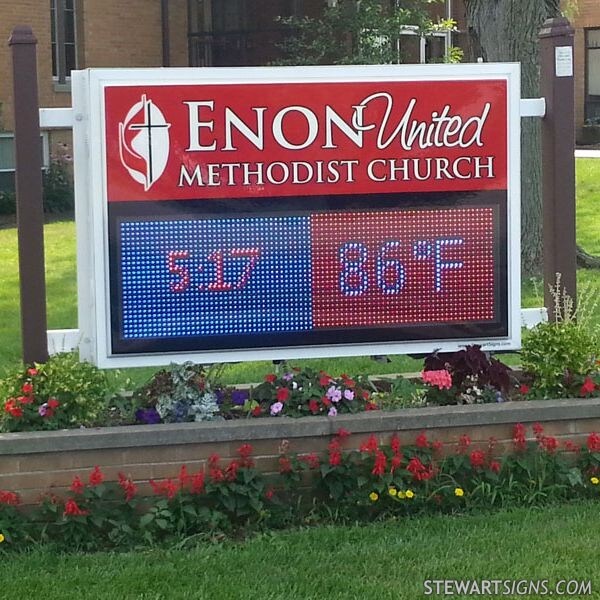 ENON United
METHODIST CHURCH
5:17 86°F
STEWARTSIGNS.COM